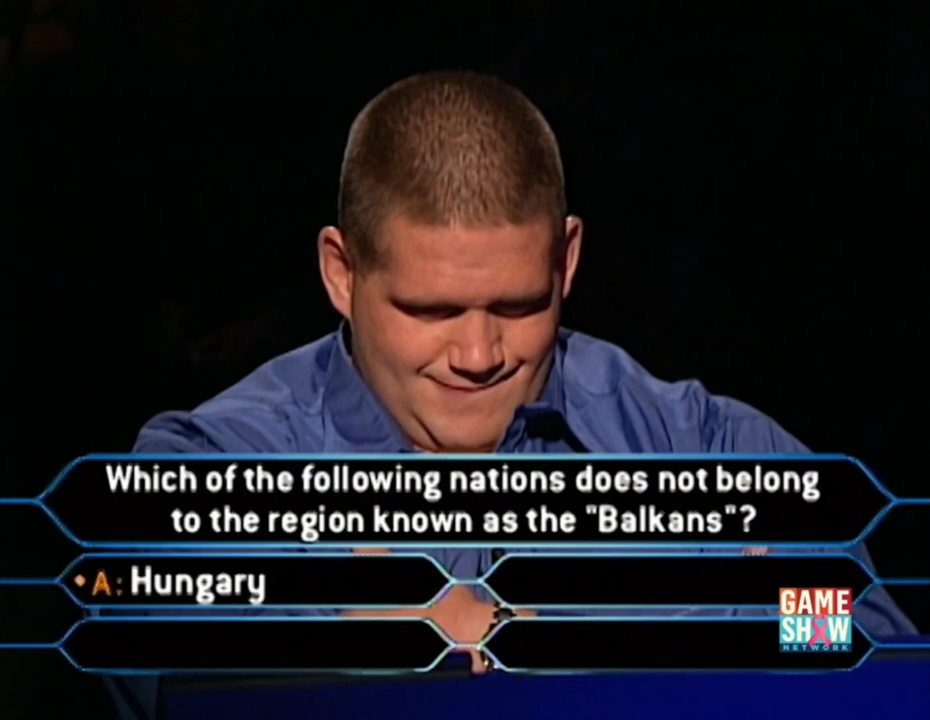 Which of the following nations does not belong
to the region known as the "Balkans"?
A: Hungary
GAME
SHOW
NETWORK